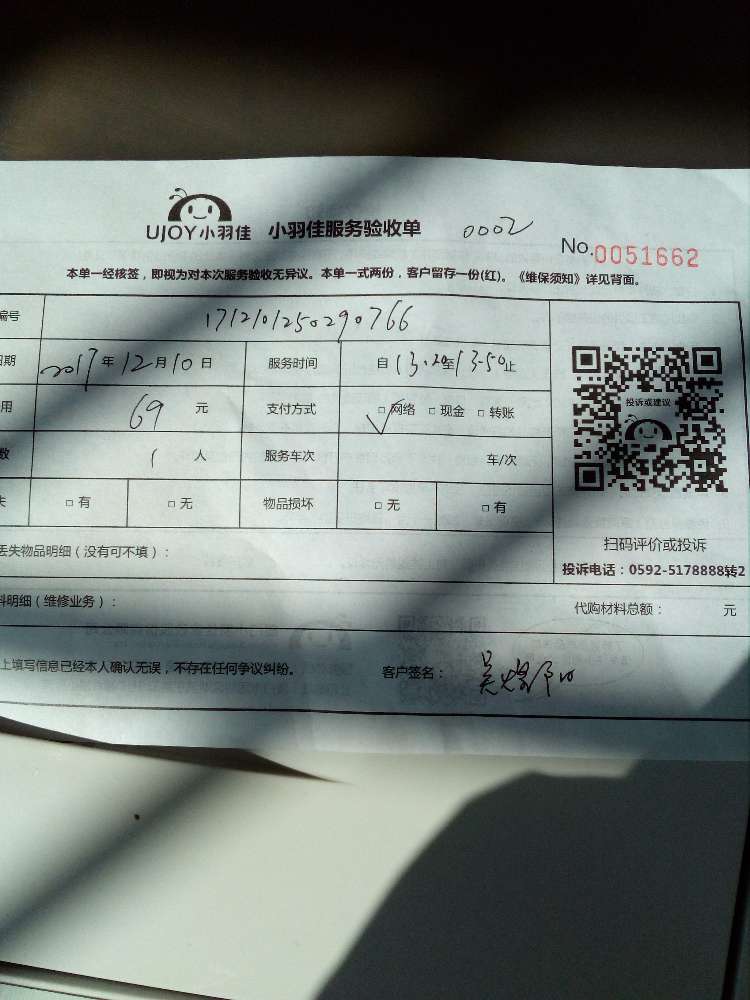 UJOY小羽佳 小羽佳服务验收单 0002
No.0051662
本单一经核签，即视为对本次服务验收无异议。本单一式两份，客户留存一份(红)。《维保须知》详见背面。
编号 1712101250290766
日期 2017年12月10日 服务时间 自13.20至13-50止
用 69 元 支付方式 □网络 □现金 □转账
数 1 人 服务车次 车/次
失 □有 □无 物品损坏 □无 □有
投诉或建议
扫码评价或投诉
投诉电话：0592-5178888转2
丢失物品明细（没有可不填）：
料明细（维修业务）： 代购材料总额： 元
上填写信息已经本人确认无误，不存在任何争议纠纷。 客户签名：